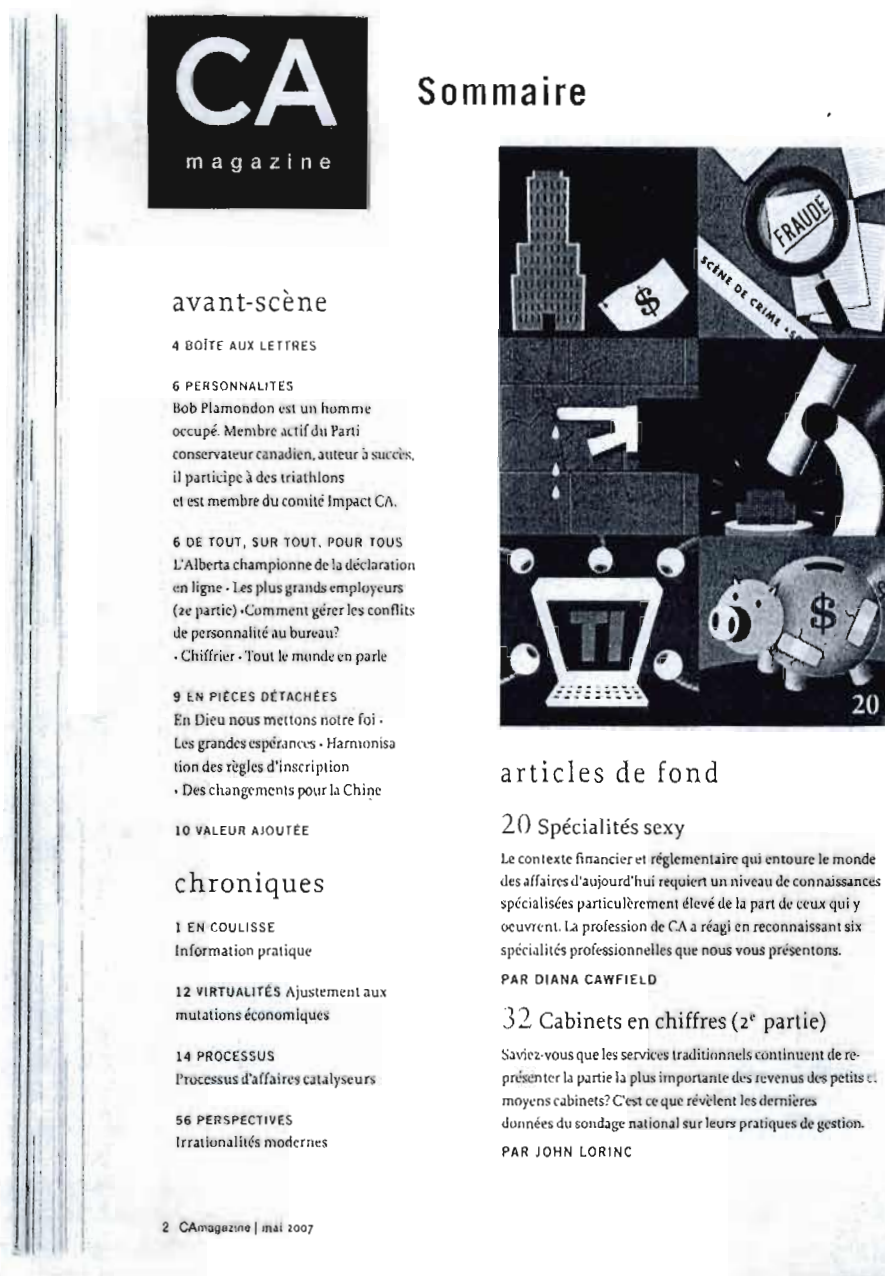 CA
magazine
Sommaire
avant-scène
4 BOÎTE AUX LETTRES
6 PERSONNALITÉS
Bob Plamondon est un homme
occupé. Membre actif du Parti
conservateur canadien, auteur à succès,
il participe à des triathlons
et est membre du comité Impact CA.
6 DE TOUT, SUR TOUT, POUR TOUS
L'Alberta championne de la déclaration
en ligne • Les plus grands employeurs
(2e partie) •Comment gérer les conflits
de personnalité au bureau?
• Chiffrier • Tout le monde en parle
9 EN PIÈCES DÉTACHÉES
En Dieu nous mettons notre foi •
Les grandes espérances • Harmonisa
tion des règles d'inscription
• Des changements pour la Chine
10 VALEUR AJOUTÉE
chroniques
1 EN COULISSE
Information pratique
12 VIRTUALITÉS Ajustement aux
mutations économiques
14 PROCESSUS
Processus d'affaires catalyseurs
56 PERSPECTIVES
Irrationalités modernes
$
FRAUDE
SCÈNE DE CRIME • SC
TI
$
$
20
articles de fond
20 Spécialités sexy
Le contexte financier et réglementaire qui entoure le monde
des affaires d'aujourd'hui requiert un niveau de connaissances
spécialisées particulèrement élevé de la part de ceux qui y
oeuvrent. La profession de CA a réagi en reconnaissant six
spécialités professionnelles que nous vous présentons.
PAR DIANA CAWFIELD
32 Cabinets en chiffres (2e partie)
Saviez-vous que les services traditionnels continuent de re-
présenter la partie la plus importante des revenus des petits et
moyens cabinets? C'est ce que révèlent les dernières
données du sondage national sur leurs pratiques de gestion.
PAR JOHN LORINC
2 CAmagazine | mai 2007